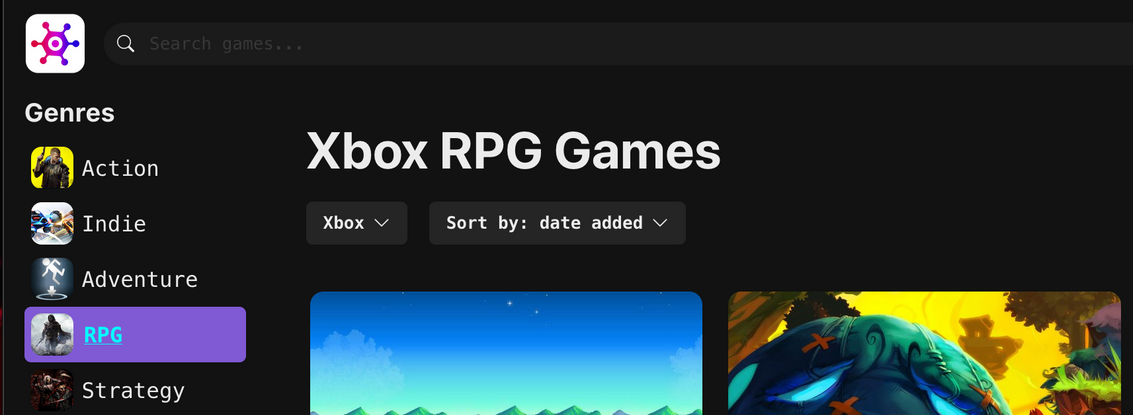 Search games...
Genres
Action
Indie
Adventure
RPG
Strategy
Xbox RPG Games
Xbox
Sort by: date added